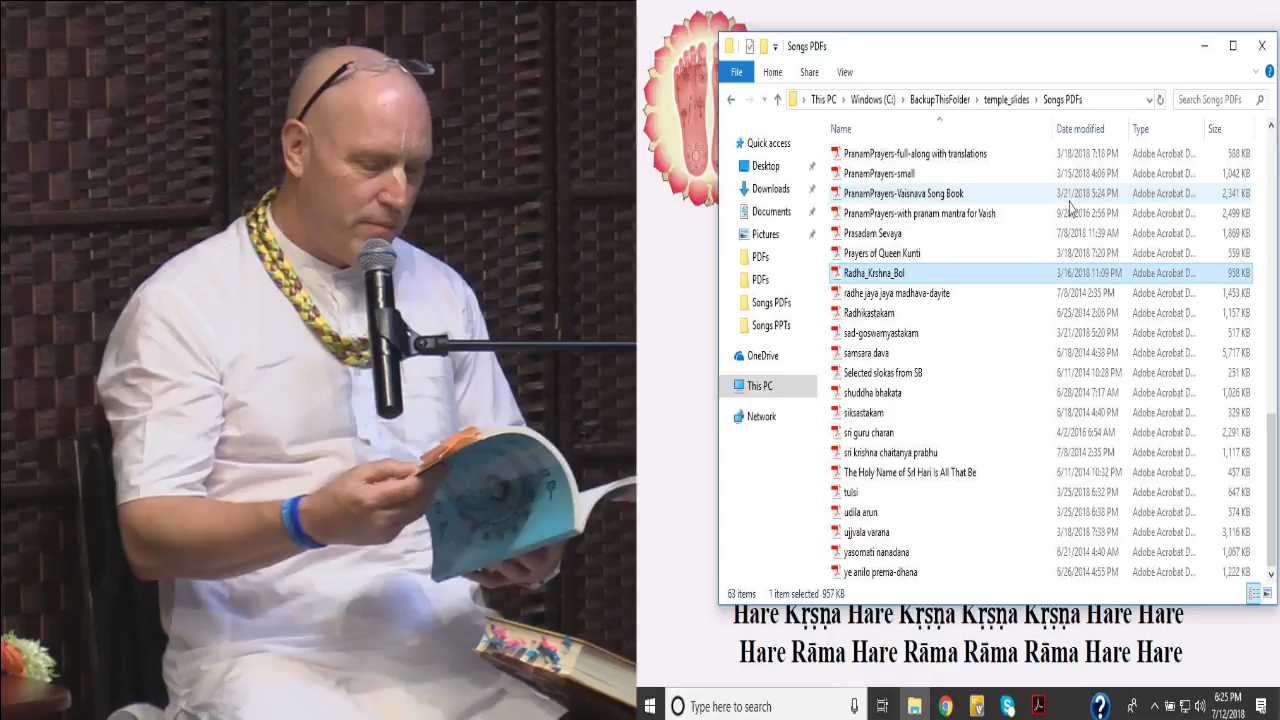 Songs PDFs
File Home Share View
This PC Windows (C:) BackupThisFolder temple_slides Songs PDFs Search Songs PDFs
Name Date modified Type Size
Quick access
Desktop
Downloads
Documents
Pictures
PDFs
PDFs
Songs PDFs
Songs PPTs
OneDrive
This PC
Network
PranamPrayers-full-along with translations 3/18/2018 7:18 PM Adobe Acrobat D... 588 KB
PranamPrayers-small 3/15/2018 4:06 PM Adobe Acrobat D... 1,042 KB
PranamPrayers-Vaisnava Song Book 3/21/2018 5:24 PM Adobe Acrobat D... 2,341 KB
PranamPrayers-with pranam mantra for Vaish 2:56 PM Adobe Acrobat D... 2,499 KB
Prasadam Sevaya 7/8/2018 11:39 AM Adobe Acrobat D... 1,869 KB
Prayers of Queen Kunti 3/18/2018 7:20 PM Adobe Acrobat D... 559 KB
Radha_Krshna_Bol 3/16/2018 11:09 PM Adobe Acrobat D... 958 KB
radhe jaya jaya madhava-dayite 7/8/2014 2:35 PM Adobe Acrobat D... 1,453 KB
Radhikastakam 6/25/2014 2:06 PM Adobe Acrobat D... 1,157 KB
sad-goswamyastakam 3/21/2018 5:20 PM Adobe Acrobat D... 317 KB
samsara dava 6/18/2014 4:38 PM Adobe Acrobat D... 5,717 KB
Selected slokas from SB 6/11/2014 10:28 PM Adobe Acrobat D... 251 KB
shuddha bhakata 6/28/2014 7:17 AM Adobe Acrobat D... 1,026 KB
siksastakam 6/18/2014 4:40 PM Adobe Acrobat D... 329 KB
sri guru charan 4/2/2016 6:54 AM Adobe Acrobat D... 2,291 KB
sri krishna chaitanya prabhu 7/8/2014 2:35 PM Adobe Acrobat D... 1,117 KB
The Holy Name of SrI Hari Is All That Be 6/11/2014 10:32 PM Adobe Acrobat D... 457 KB
tulsi 3/25/2018 6:32 PM Adobe Acrobat D... 647 KB
udila arun 3/25/2018 6:38 PM Adobe Acrobat D... 574 KB
ujjvala varana 3/18/2018 7:38 PM Adobe Acrobat D... 3,116 KB
yasomati nanadana 6/21/2014 4:40 AM Adobe Acrobat D... 1,067 KB
ye anilo prema-dhana 6/26/2014 4:55 PM Adobe Acrobat D... 1,222 KB
63 items 1 item selected 957 KB
Hare Kṛṣṇa Hare Kṛṣṇa Kṛṣṇa Kṛṣṇa Hare Hare
Hare Rāma Hare Rāma Rāma Rāma Hare Hare
Type here to search
6:25 PM
7/12/2018